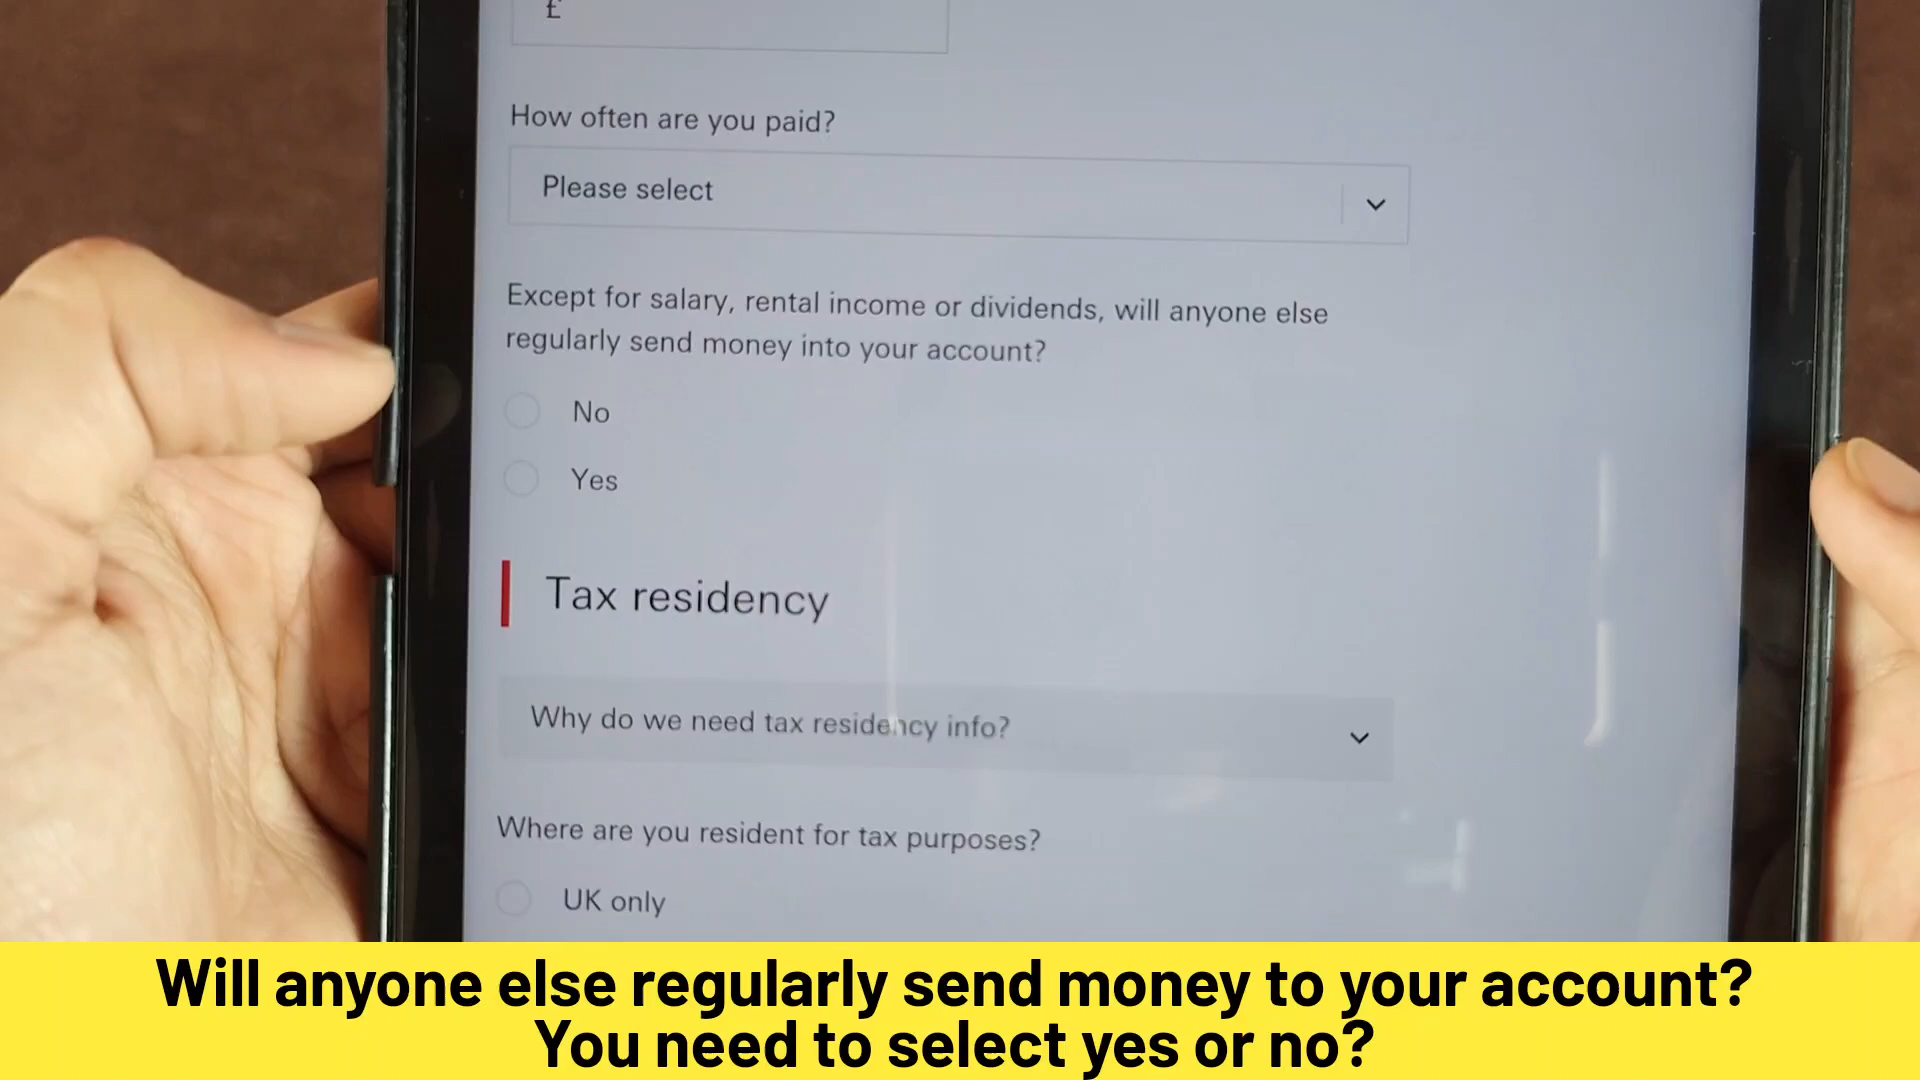 £
How often are you paid?
Please select
Except for salary, rental income or dividends, will anyone else
regularly send money into your account?
No
Yes
Tax residency
Why do we need tax residency info?
Where are you resident for tax purposes?
UK only
Will anyone else regularly send money to your account?
You need to select yes or no?